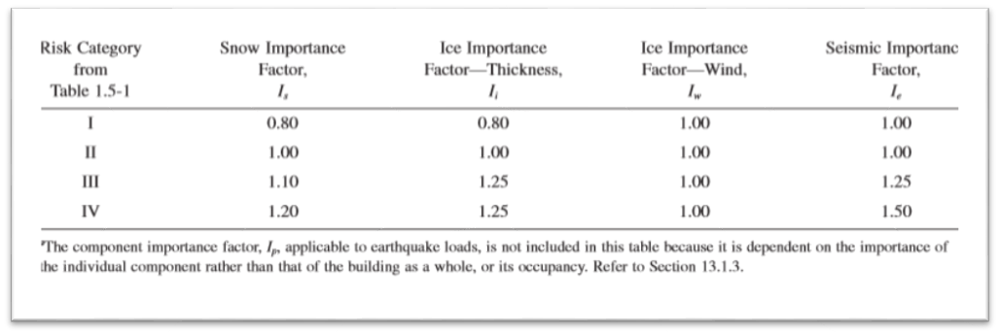 Risk Category from Table 1.5-1 Snow Importance Factor, Is Ice Importance Factor—Thickness, Ii Ice Importance Factor—Wind, Iw Seismic Importanc Factor, Ie
I 0.80 0.80 1.00 1.00
II 1.00 1.00 1.00 1.00
III 1.10 1.25 1.00 1.25
IV 1.20 1.25 1.00 1.50
*The component importance factor, Ip, applicable to earthquake loads, is not included in this table because it is dependent on the importance of
the individual component rather than that of the building as a whole, or its occupancy. Refer to Section 13.1.3.